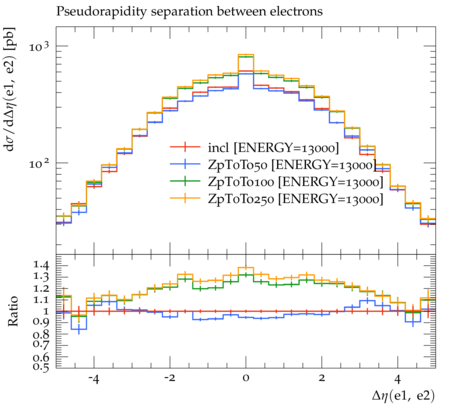 Pseudorapidity separation between electrons
dσ/dΔη(e1, e2) [pb]
10³
10²
incl [ENERGY=13000]
ZpToTo50 [ENERGY=13000]
ZpToTo100 [ENERGY=13000]
ZpToTo250 [ENERGY=13000]
Ratio
1.4
1.3
1.2
1.1
1
0.9
0.8
0.7
0.6
0.5
-4 -2 0 2 4
Δη(e1, e2)